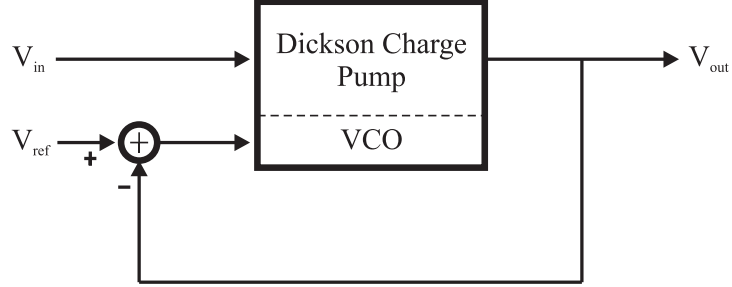 V_in
Dickson Charge
Pump
V_out
V_ref
+
+
VCO
−